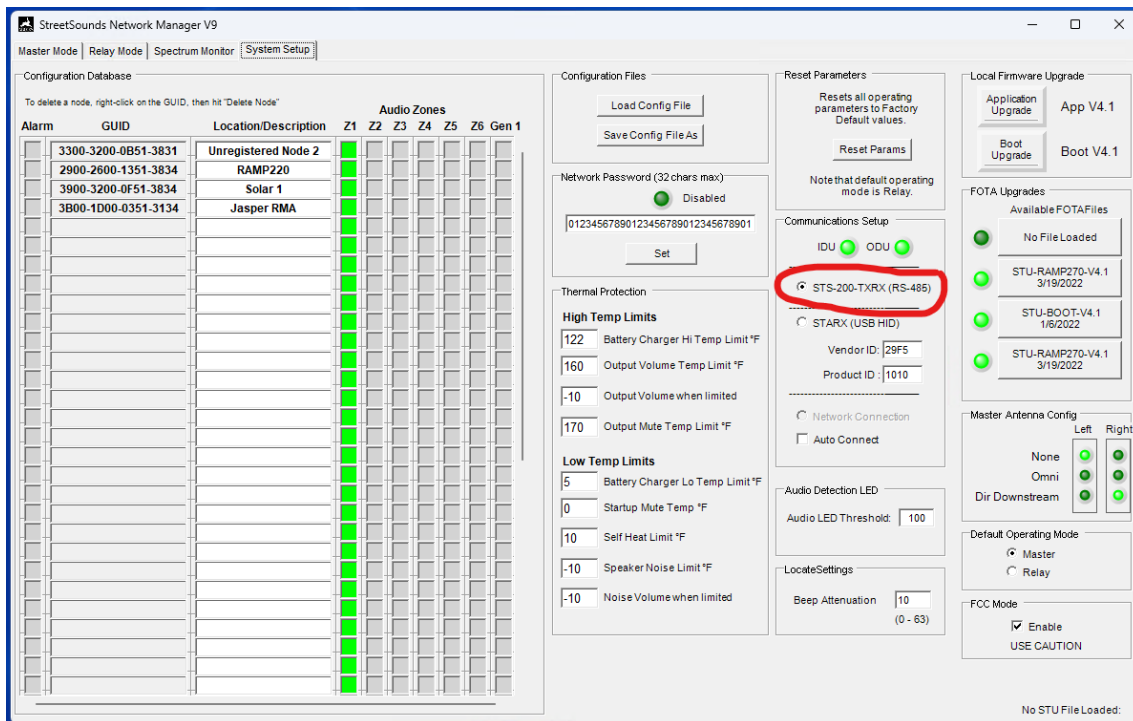 StreetSounds Network Manager V9
Master Mode Relay Mode Spectrum Monitor System Setup
Configuration Database
To delete a node, right-click on the GUID, then hit "Delete Node"
Audio Zones
Alarm GUID Location/Description Z1 Z2 Z3 Z4 Z5 Z6 Gen 1
3300-3200-0B51-3831 Unregistered Node 2
2900-2600-1351-3834 RAMP220
3900-3200-0F51-3834 Solar 1
3B00-1D00-0351-3134 Jasper RMA
Configuration Files
Load Config File
Save Config File As
Network Password (32 chars max)
Disabled
01234567890123456789012345678901
Set
Thermal Protection
High Temp Limits
122 Battery Charger Hi Temp Limit °F
160 Output Volume Temp Limit °F
-10 Output Volume when limited
170 Output Mute Temp Limit °F
Low Temp Limits
5 Battery Charger Lo Temp Limit °F
0 Startup Mute Temp °F
10 Self Heat Limit °F
-10 Speaker Noise Limit °F
-10 Noise Volume when limited
Reset Parameters
Resets all operating
parameters to Factory
Default values.
Reset Params
Note that default operating
mode is Relay.
Communications Setup
IDU ODU
STS-200-TXRX (RS-485)
STARX (USB HID)
Vendor ID: 29F5
Product ID : 1010
Network Connection
Auto Connect
Audio Detection LED
Audio LED Threshold: 100
LocateSettings
Beep Attenuation 10
(0 - 63)
Local Firmware Upgrade
Application
Upgrade
App V4.1
Boot
Upgrade
Boot V4.1
FOTA Upgrades
Available FOTA Files
No File Loaded
STU-RAMP270-V4.1
3/19/2022
STU-BOOT-V4.1
1/6/2022
STU-RAMP270-V4.1
3/19/2022
Master Antenna Config
Left Right
None
Omni
Dir Downstream
Default Operating Mode
Master
Relay
FCC Mode
Enable
USE CAUTION
No STU File Loaded: